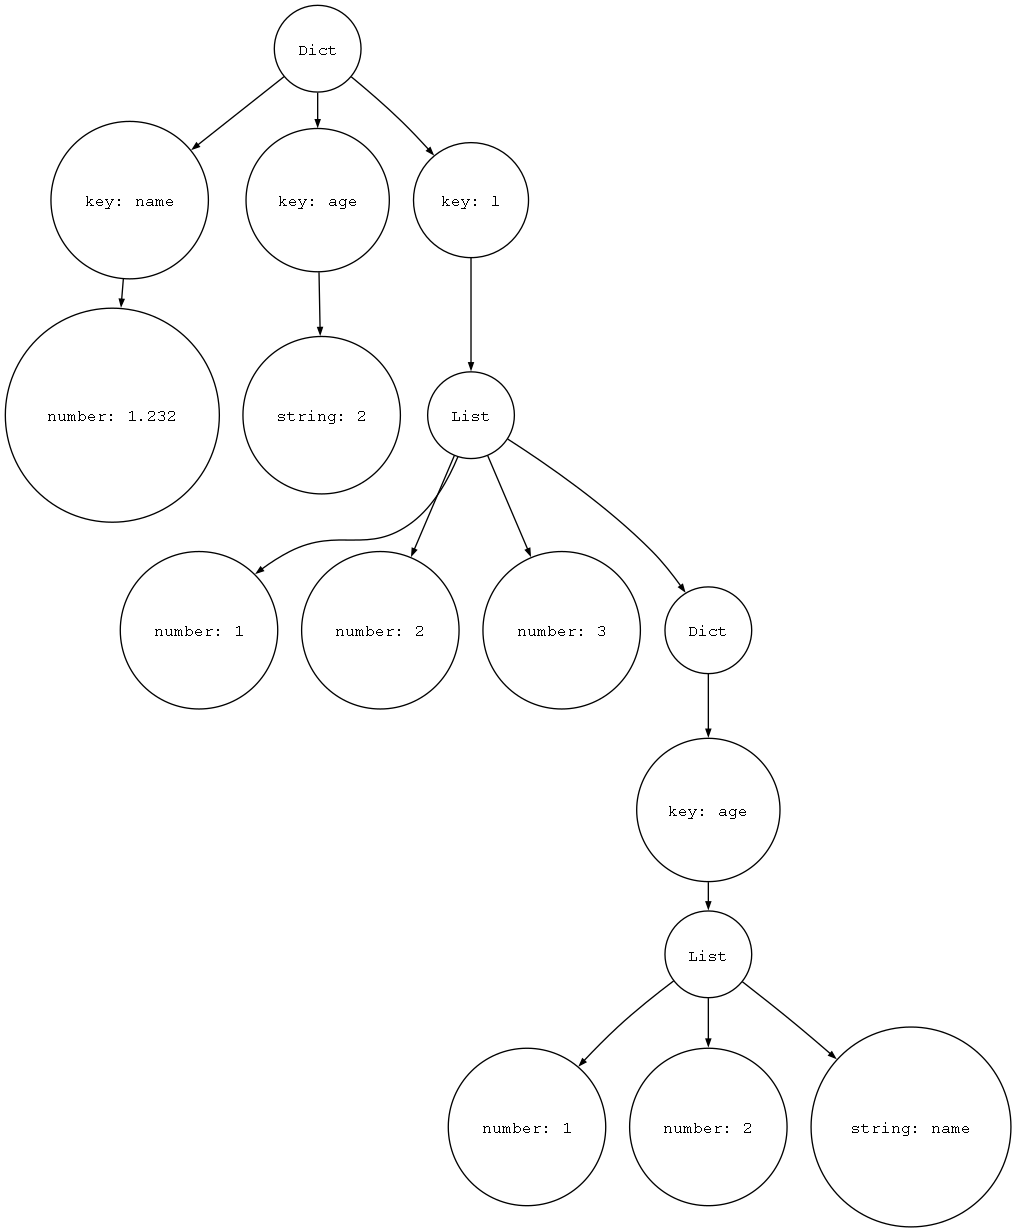 Dict
key: name
key: age
key: l
number: 1.232
string: 2
List
number: 1
number: 2
number: 3
Dict
key: age
List
number: 1
number: 2
string: name